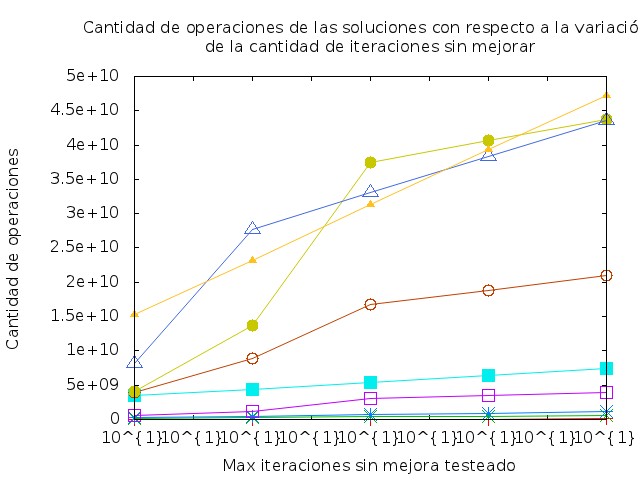 Cantidad de operaciones de las soluciones con respecto a la variació
de la cantidad de iteraciones sin mejorar
5e+10
4.5e+10
4e+10
3.5e+10
3e+10
2.5e+10
2e+10
1.5e+10
1e+10
5e+09
0
Cantidad de operaciones
10^{1}10^{1}10^{1}10^{1}10^{1}10^{1}10^{1}10^{1}10^{1}
Max iteraciones sin mejora testeado